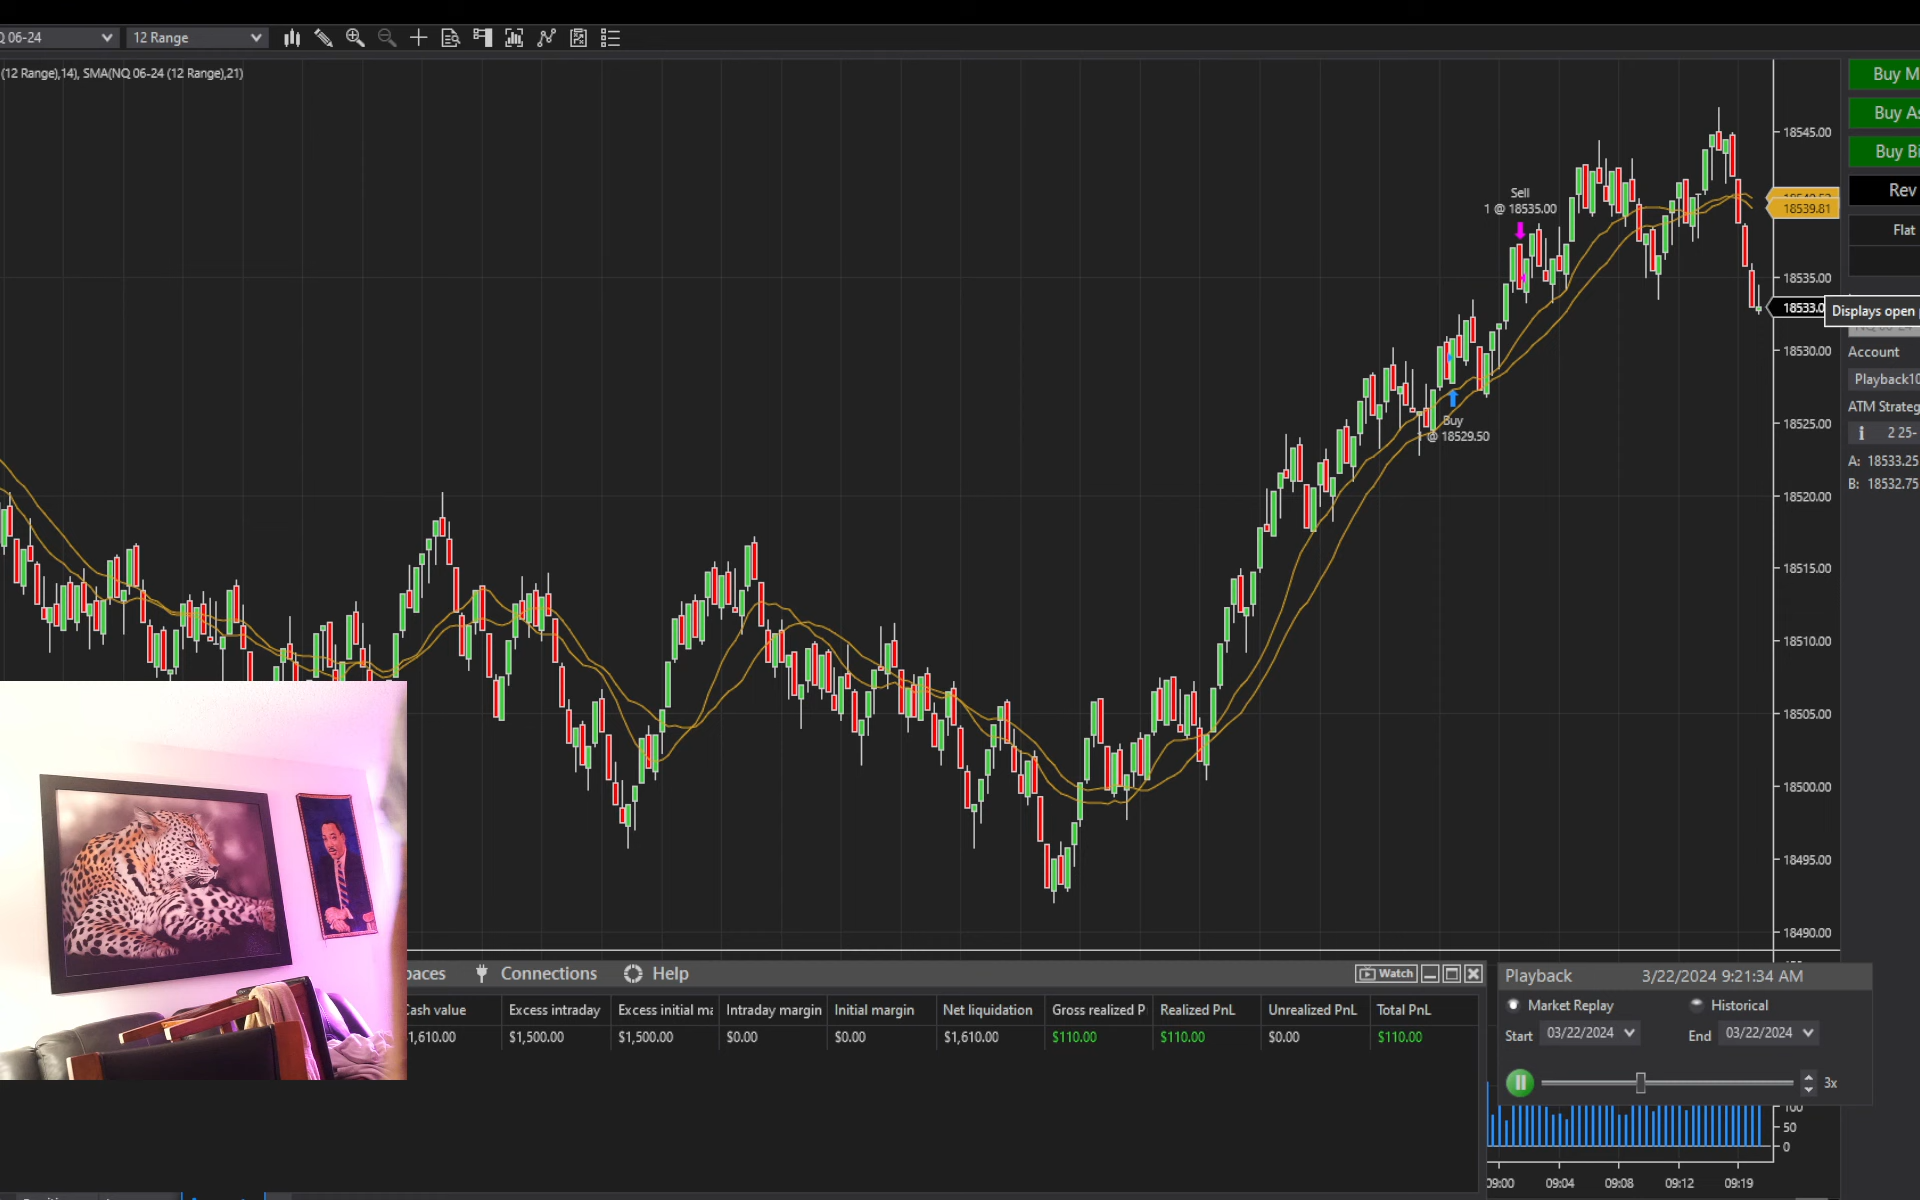 Q 06-24 12 Range
(12 Range),14), SMA(NQ 06-24 (12 Range),21)
Buy M
Buy As
Buy Bi
Rev
Flat
18545.00
18539.81
18535.00
18533.0
18530.00
18525.00
18520.00
18515.00
18510.00
18505.00
18500.00
18495.00
18490.00
Sell
1 @ 18535.00
Buy
1 @ 18529.50
Displays open
Account
Playback10
ATM Strateg
2 25-
A: 18533.25
B: 18532.75
paces Connections Help Watch
Cash value Excess intraday Excess initial ma Intraday margin Initial margin Net liquidation Gross realized P Realized PnL Unrealized PnL Total PnL
1,610.00 $1,500.00 $1,500.00 $0.00 $0.00 $1,610.00 $110.00 $110.00 $0.00 $110.00
Playback 3/22/2024 9:21:34 AM
Market Replay Historical
Start 03/22/2024 End 03/22/2024
3x
100
50
0
09:00 09:04 09:08 09:12 09:19